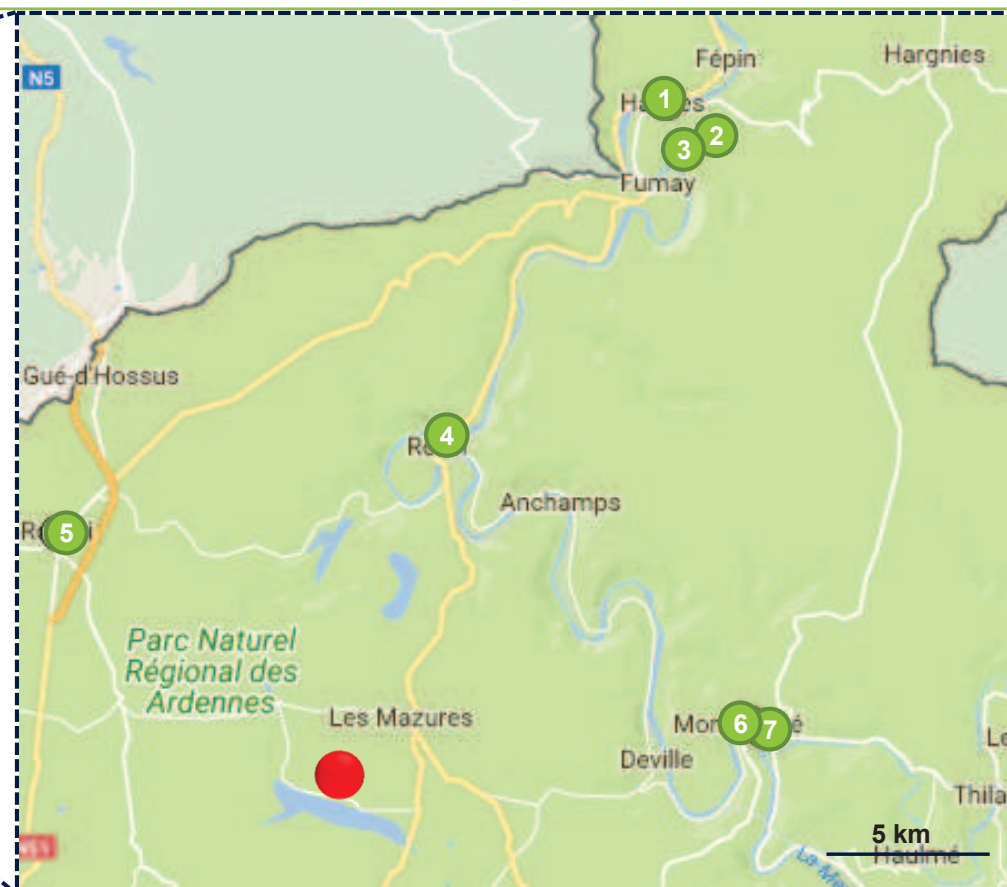 Fépin
Hargnies
N5
1
2
3
Fumay
Gué-d'Hossus
4
Anchamps
5
Parc Naturel
Régional des
Ardennes
Les Mazures
6
7
Deville
5 km
Haulmé